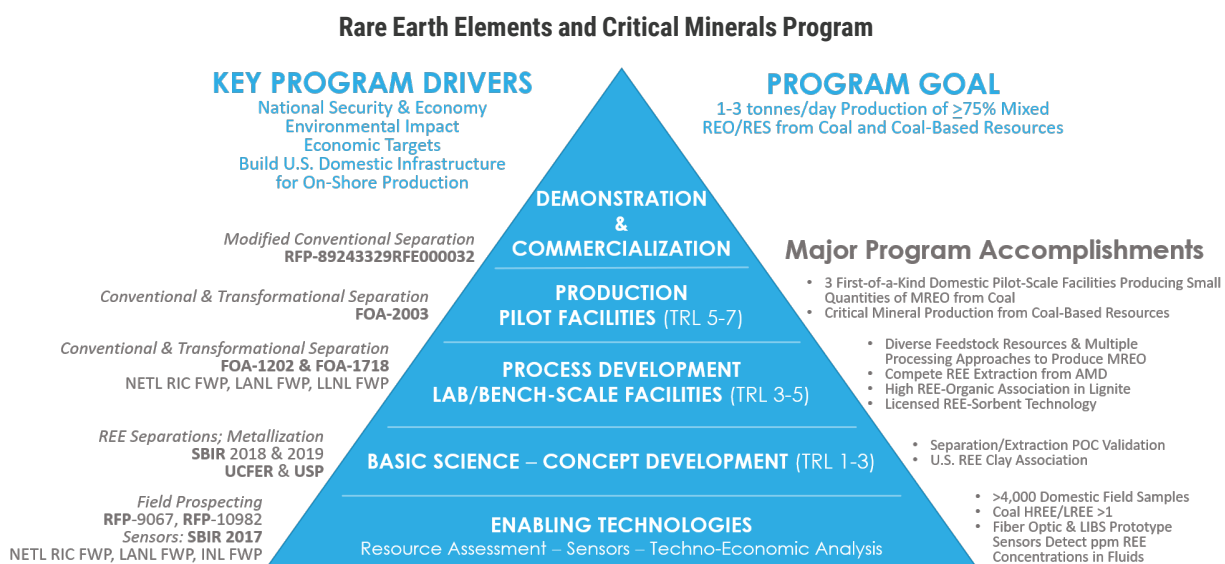 Rare Earth Elements and Critical Minerals Program
KEY PROGRAM DRIVERS
National Security & Economy
Environmental Impact
Economic Targets
Build U.S. Domestic Infrastructure
for On-Shore Production
PROGRAM GOAL
1-3 tonnes/day Production of ≥75% Mixed
REO/RES from Coal and Coal-Based Resources
DEMONSTRATION
&
COMMERCIALIZATION
Modified Conventional Separation
RFP-89243329RFE000032
Major Program Accomplishments
Conventional & Transformational Separation
FOA-2003
PRODUCTION
PILOT FACILITIES (TRL 5-7)
• 3 First-of-a-Kind Domestic Pilot-Scale Facilities Producing Small
Quantities of MREO from Coal
• Critical Mineral Production from Coal-Based Resources
Conventional & Transformational Separation
FOA-1202 & FOA-1718
NETL RIC FWP, LANL FWP, LLNL FWP
PROCESS DEVELOPMENT
LAB/BENCH-SCALE FACILITIES (TRL 3-5)
• Diverse Feedstock Resources & Multiple
Processing Approaches to Produce MREO
• Compete REE Extraction from AMD
• High REE-Organic Association in Lignite
• Licensed REE-Sorbent Technology
REE Separations; Metallization
SBIR 2018 & 2019
UCFER & USP
BASIC SCIENCE – CONCEPT DEVELOPMENT (TRL 1-3)
• Separation/Extraction POC Validation
• U.S. REE Clay Association
Field Prospecting
RFP-9067, RFP-10982
Sensors: SBIR 2017
NETL RIC FWP, LANL FWP, INL FWP
ENABLING TECHNOLOGIES
Resource Assessment – Sensors – Techno-Economic Analysis
• >4,000 Domestic Field Samples
• Coal HREE/LREE >1
• Fiber Optic & LIBS Prototype
Sensors Detect ppm REE
Concentrations in Fluids